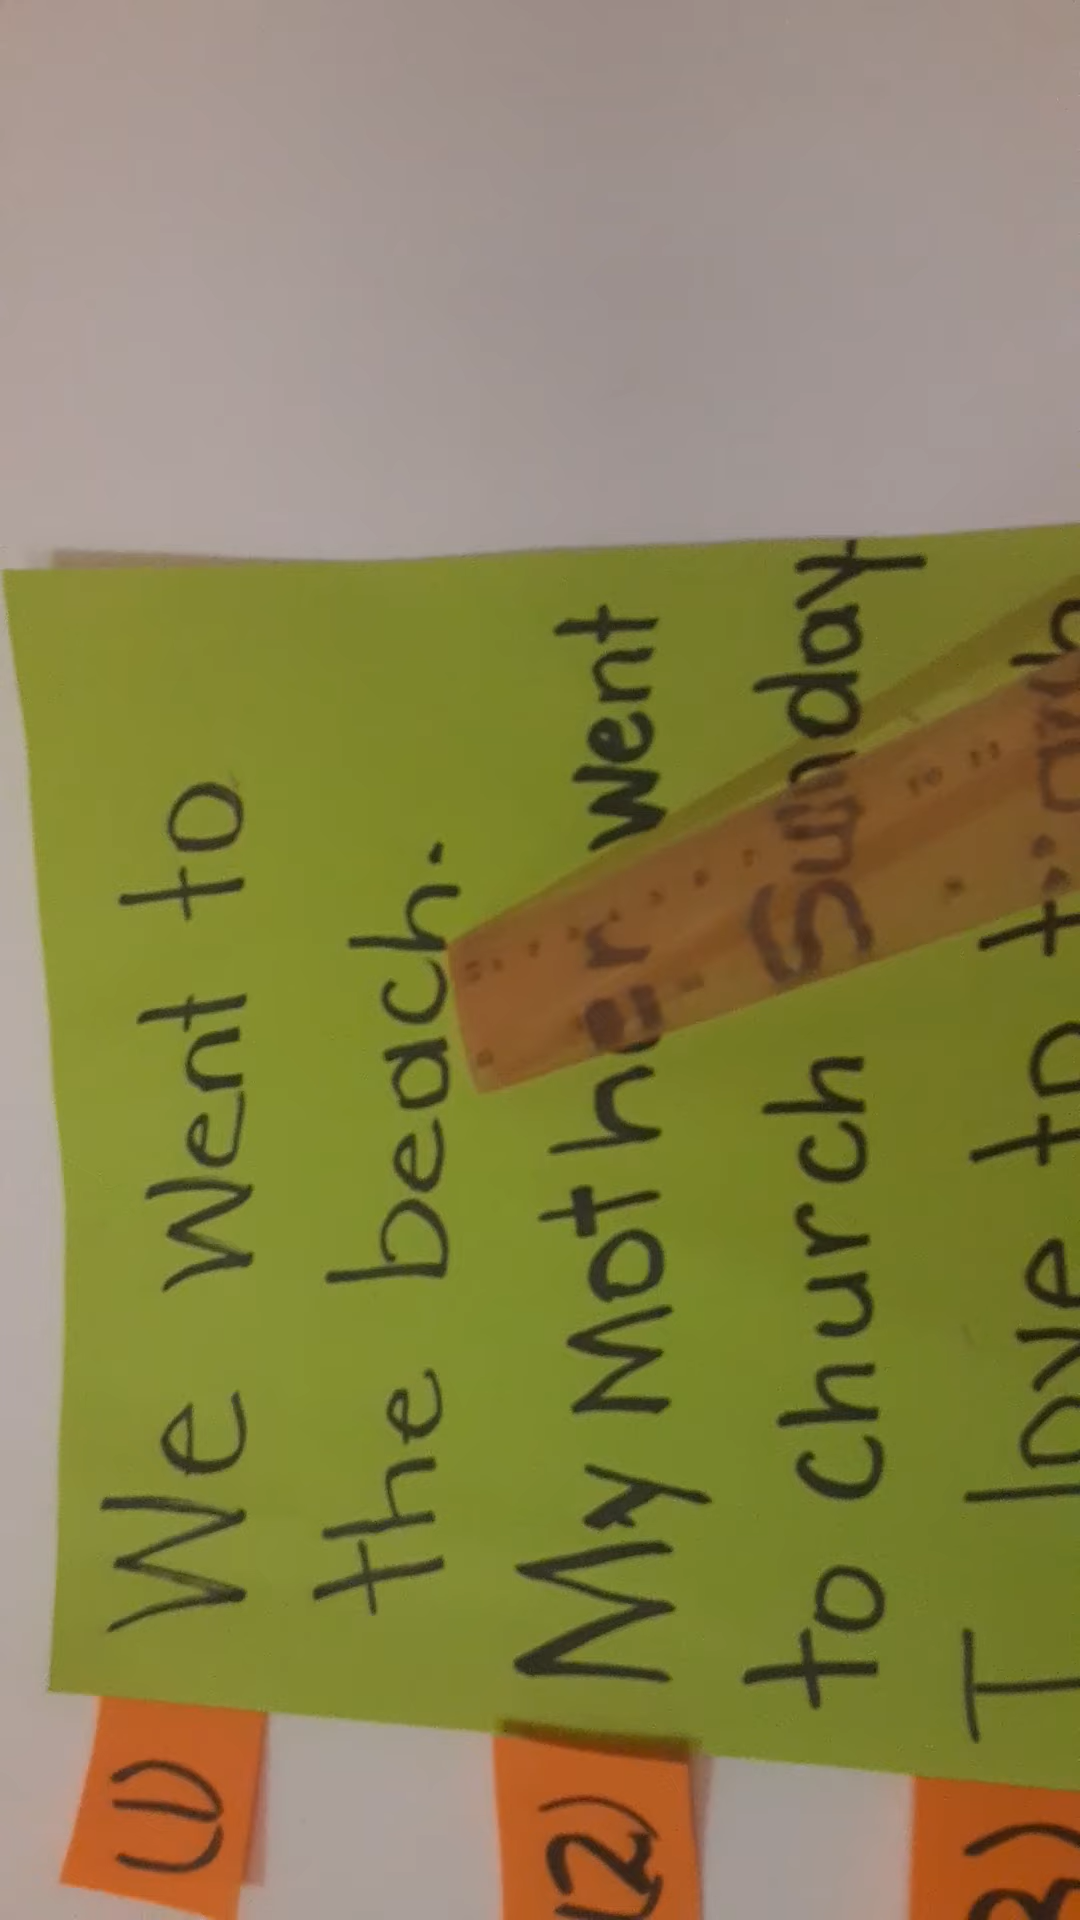 (1) We went to
the beach.
(2) My Mother went
to church Sunday
I love to t